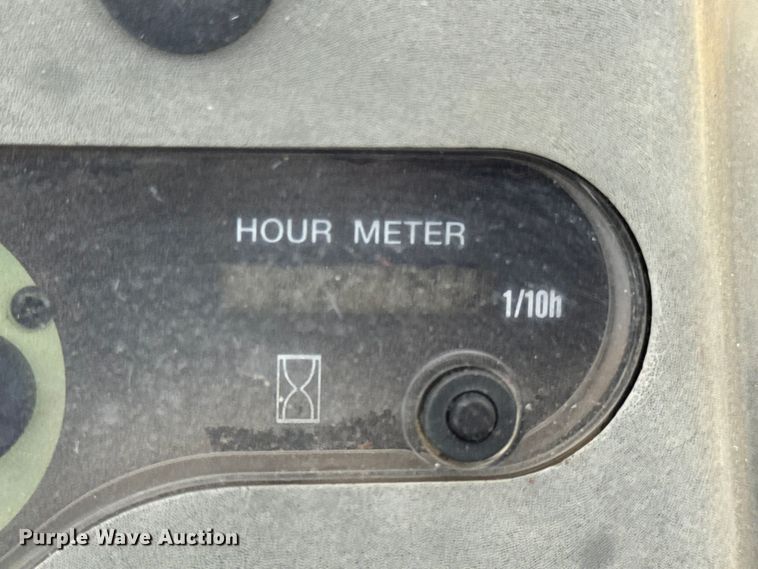 HOUR METER
1/10h
Purple Wave Auction